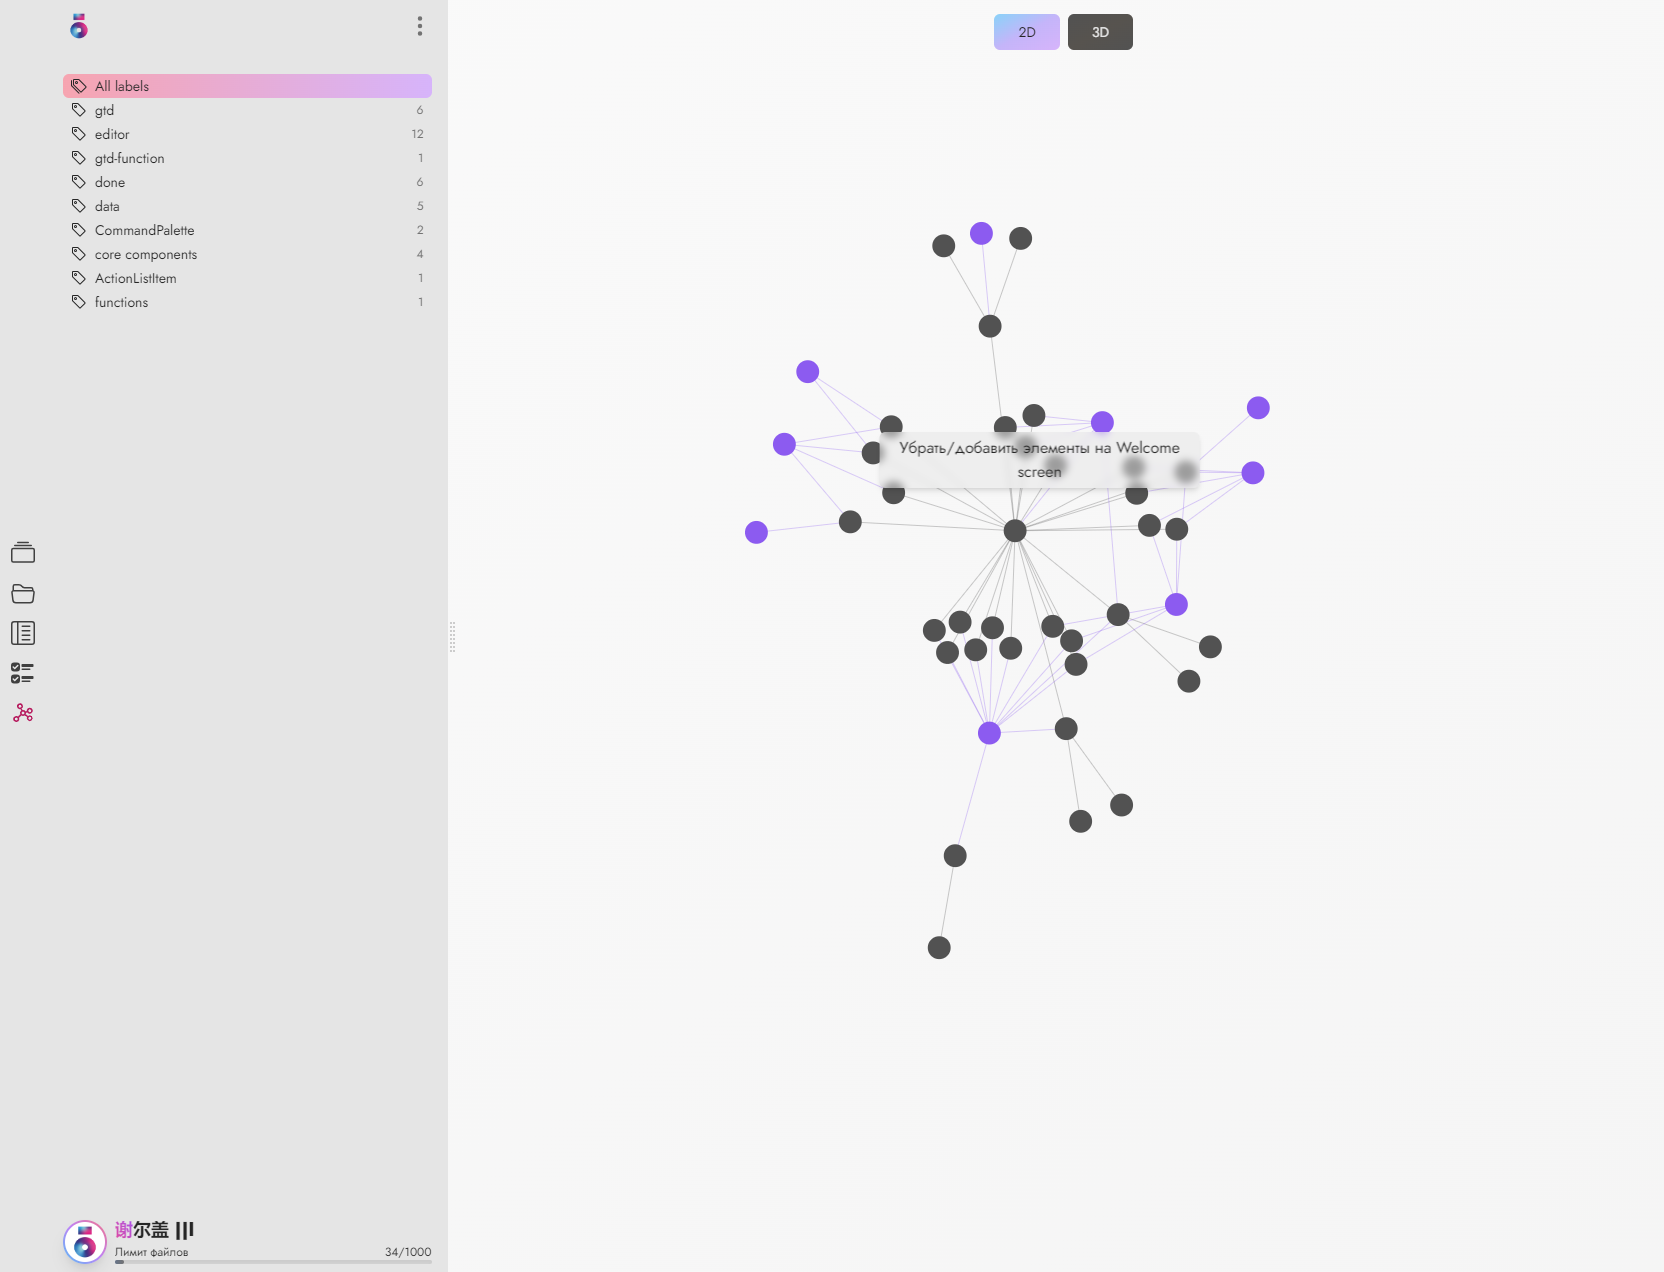 2D
3D
All labels
gtd 6
editor 12
gtd-function 1
done 6
data 5
CommandPalette 2
core components 4
ActionListItem 1
functions 1
Убрать/добавить элементы на Welcome
screen
谢尔盖 |||
Лимит файлов 34/1000